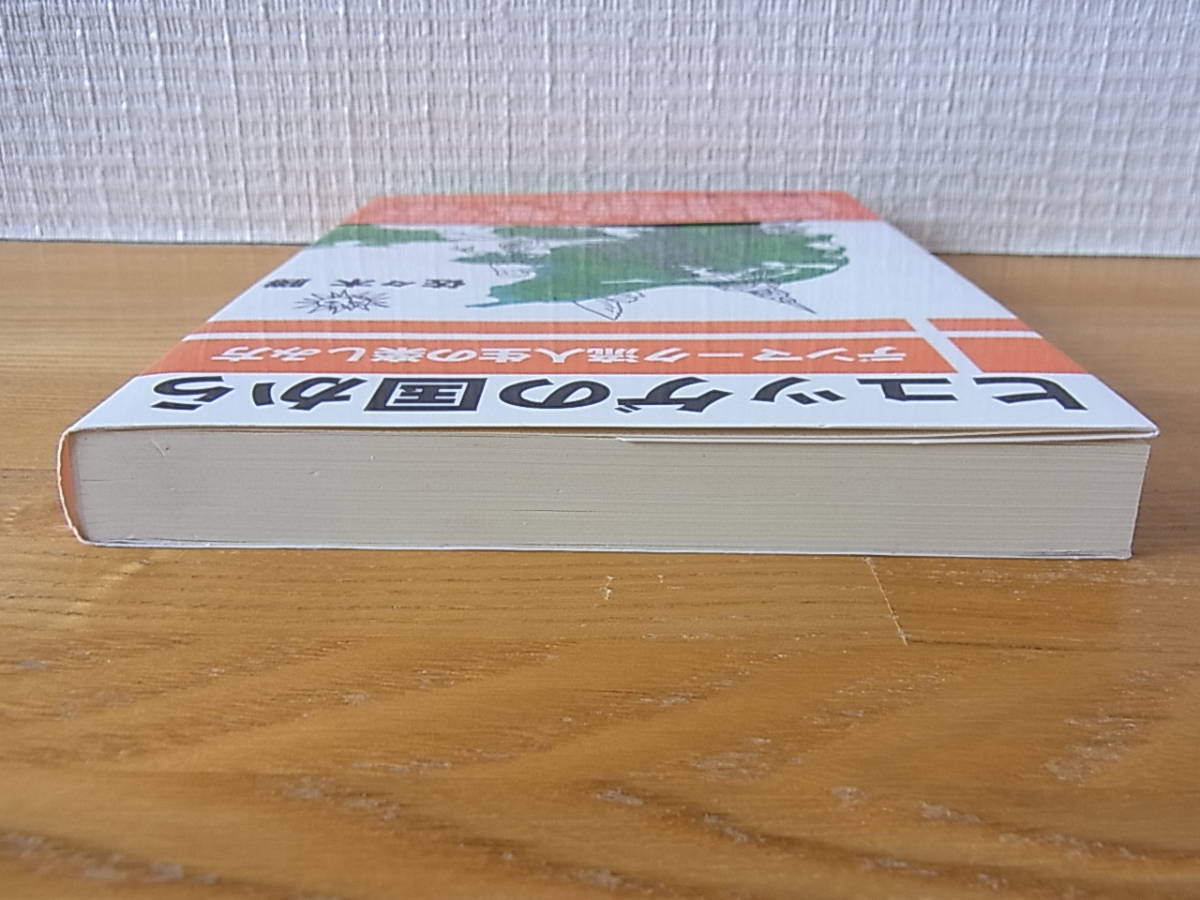 ヒュッゲの国から
デンマーク流人生の楽しみ方
佐々木 勝